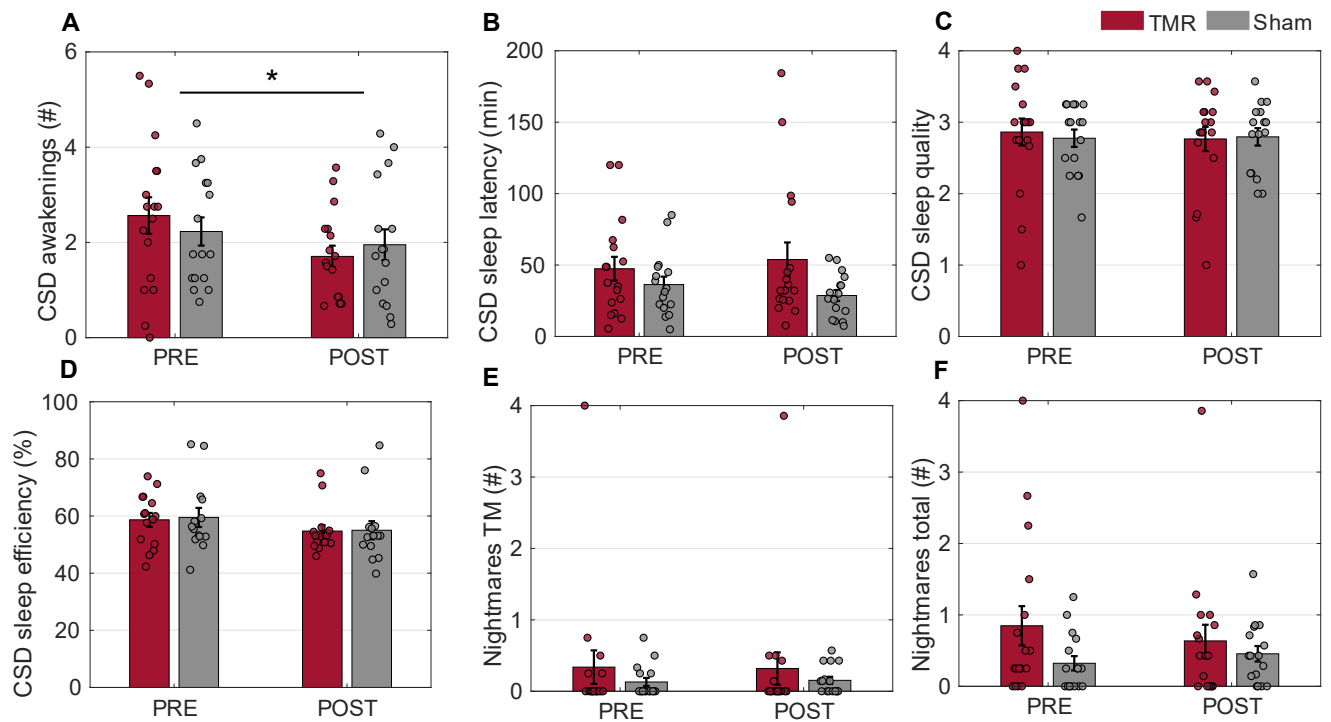 A
CSD awakenings (#)
6
4
2
0
*
PRE
POST
B
CSD sleep latency (min)
200
150
100
50
0
PRE
POST
C
TMR
Sham
CSD sleep quality
4
3
2
1
0
PRE
POST
D
CSD sleep efficiency (%)
100
80
60
40
20
0
PRE
POST
E
Nightmares TM (#)
4
3
2
1
0
PRE
POST
F
Nightmares total (#)
4
3
2
1
0
PRE
POST